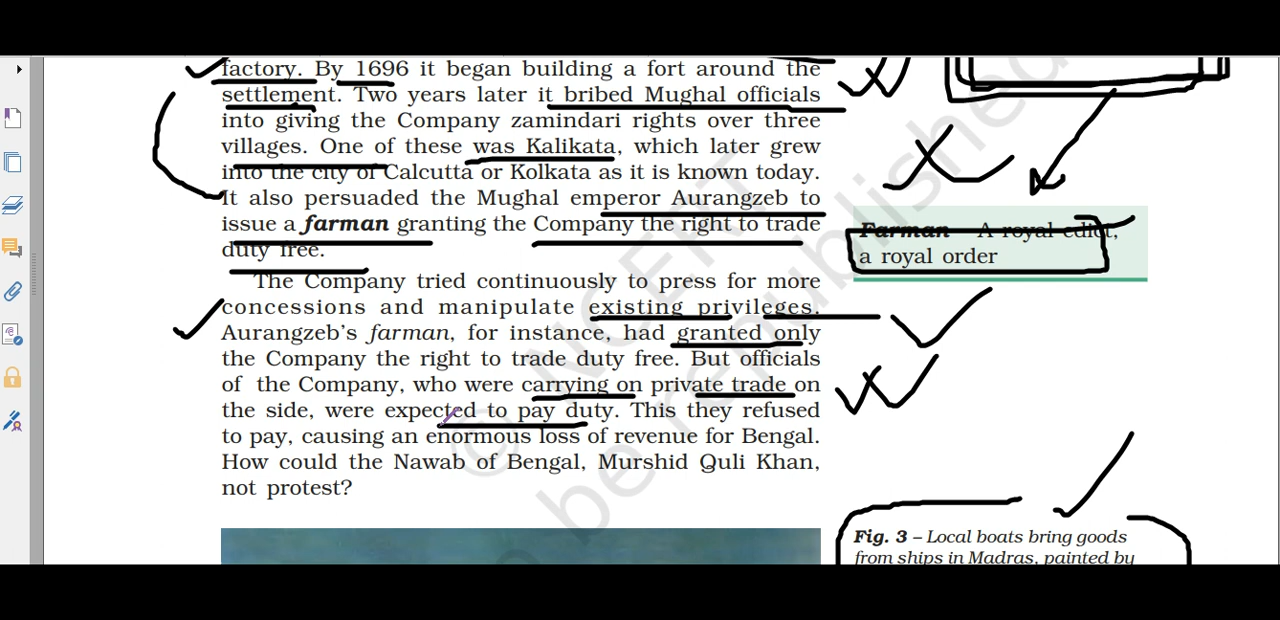 factory. By 1696 it began building a fort around the
settlement. Two years later it bribed Mughal officials
into giving the Company zamindari rights over three
villages. One of these was Kalikata, which later grew
into the city of Calcutta or Kolkata as it is known today.
It also persuaded the Mughal emperor Aurangzeb to
issue a farman granting the Company the right to trade
duty free.
The Company tried continuously to press for more
concessions and manipulate existing privileges.
Aurangzeb's farman, for instance, had granted only
the Company the right to trade duty free. But officials
of the Company, who were carrying on private trade on
the side, were expected to pay duty. This they refused
to pay, causing an enormous loss of revenue for Bengal.
How could the Nawab of Bengal, Murshid Quli Khan,
not protest?
Farman – A royal edict,
a royal order
Fig. 3 – Local boats bring goods
from ships in Madras, painted by
© NCERT
be republished